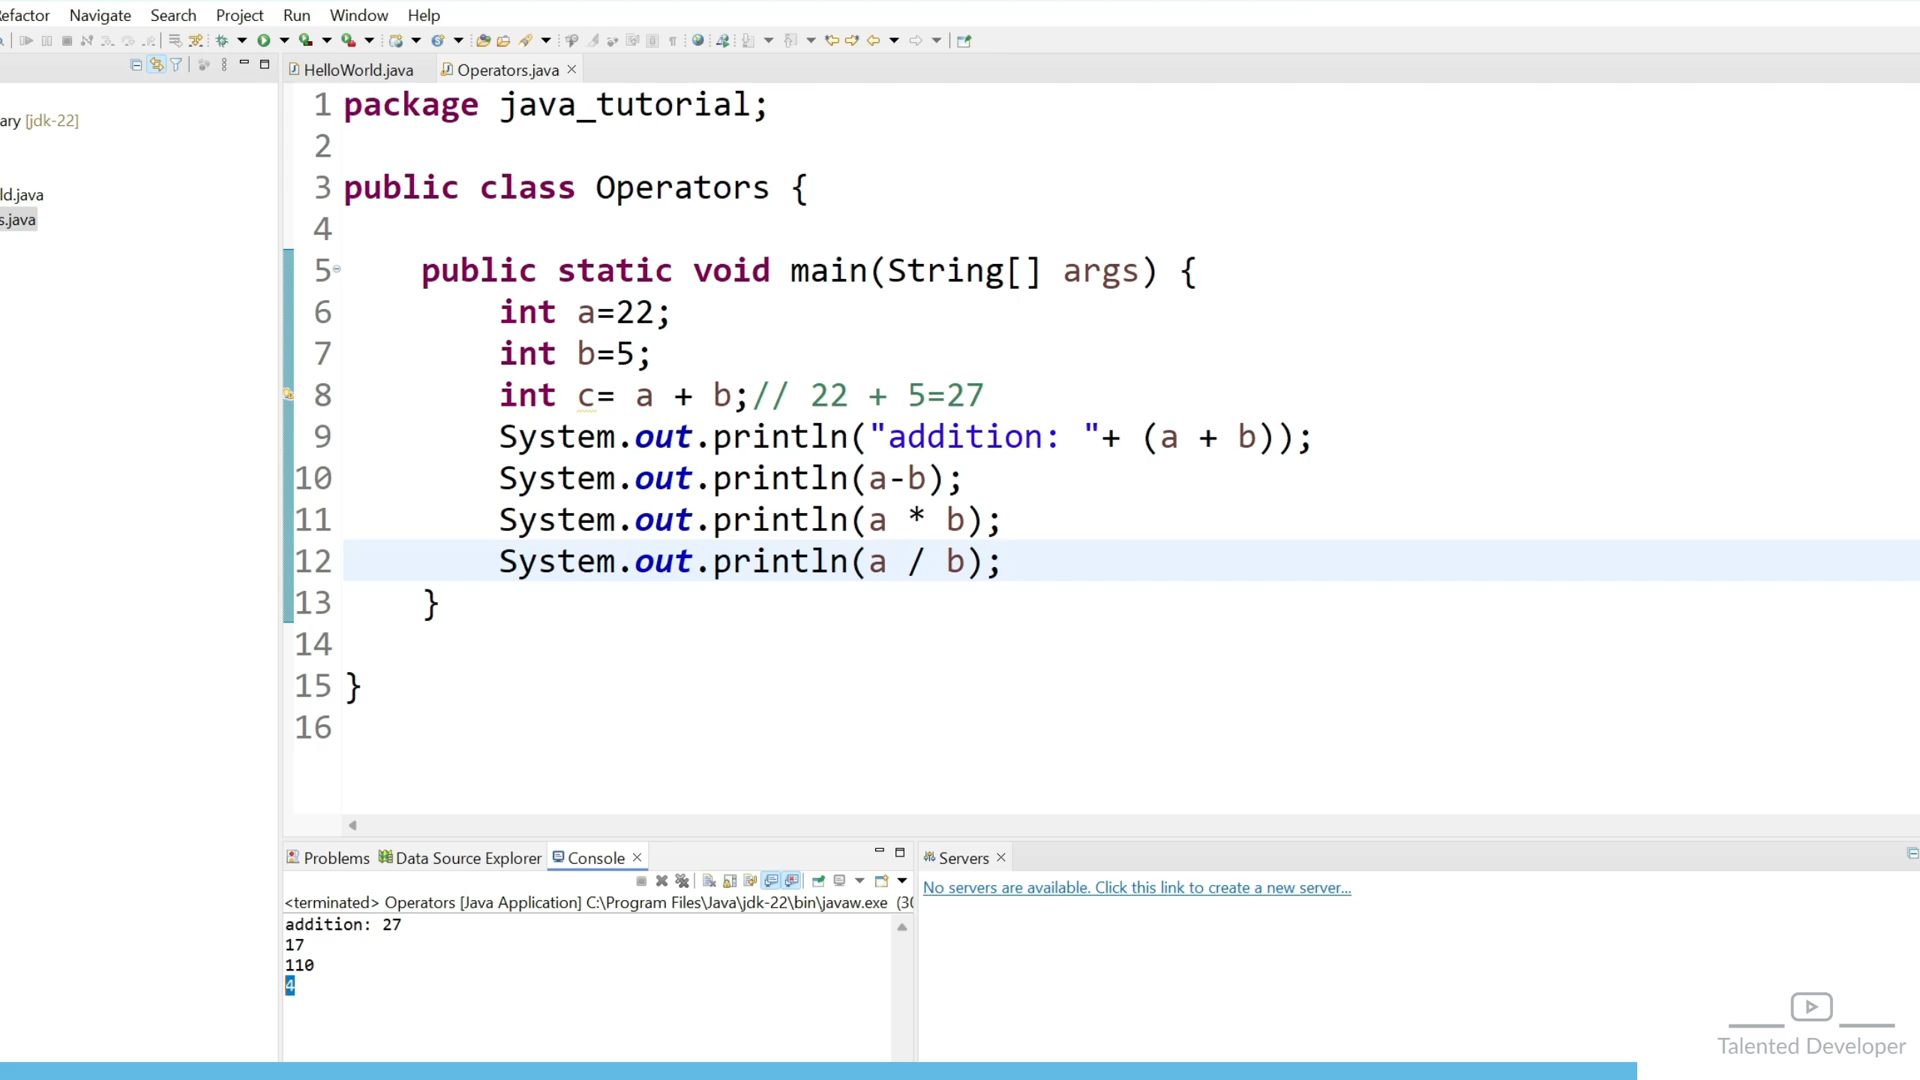 efactor Navigate Search Project Run Window Help
HelloWorld.java Operators.java
ary [jdk-22]
ld.java
s.java
1 package java_tutorial;
2
3 public class Operators {
4
5 public static void main(String[] args) {
6 int a=22;
7 int b=5;
8 int c= a + b;// 22 + 5=27
9 System.out.println("addition: "+ (a + b));
10 System.out.println(a-b);
11 System.out.println(a * b);
12 System.out.println(a / b);
13 }
14
15 }
16
Problems Data Source Explorer Console
<terminated> Operators [Java Application] C:\Program Files\Java\jdk-22\bin\javaw.exe (30
addition: 27
17
110
4
Servers
No servers are available. Click this link to create a new server...
Talented Developer